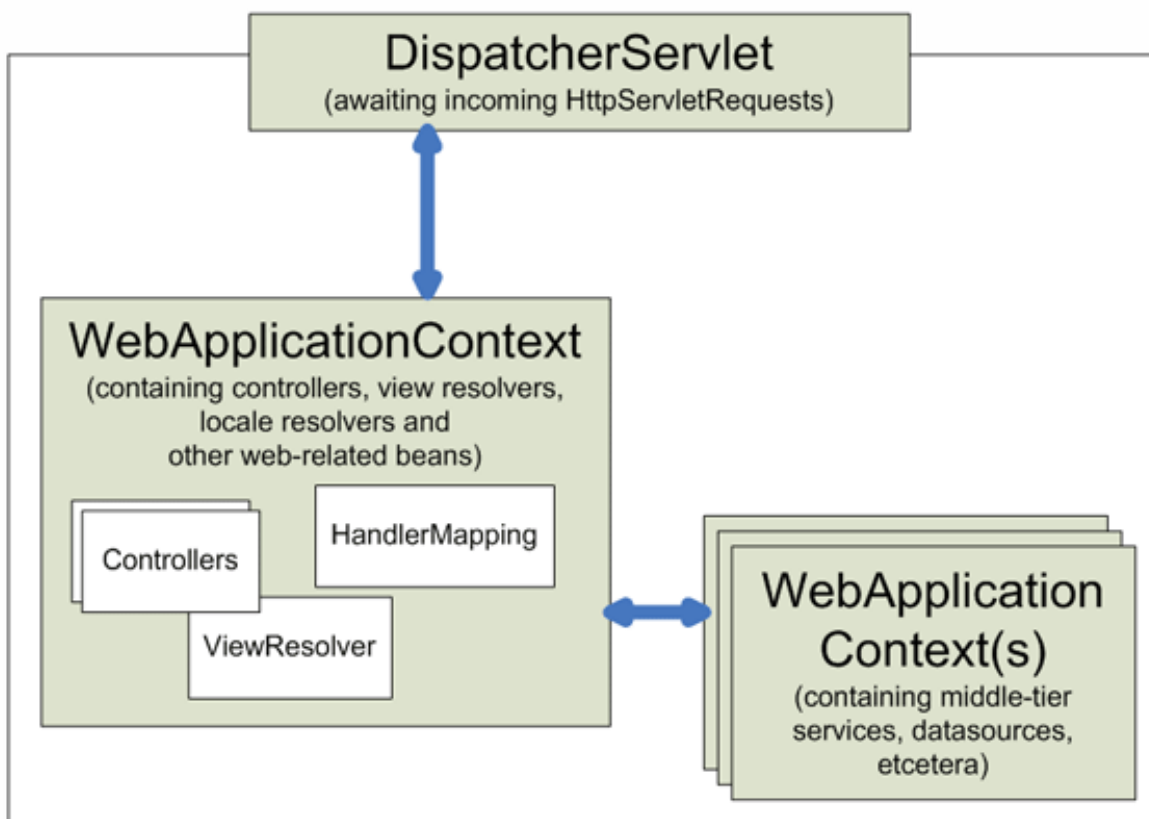 DispatcherServlet
(awaiting incoming HttpServletRequests)
WebApplicationContext
(containing controllers, view resolvers,
locale resolvers and
other web-related beans)
Controllers
HandlerMapping
ViewResolver
WebApplication
Context(s)
(containing middle-tier
services, datasources,
etcetera)